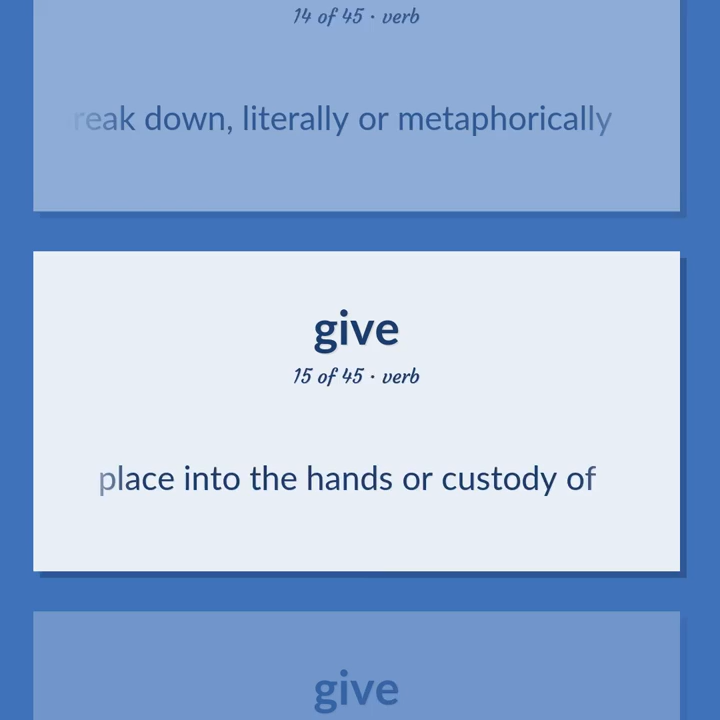 14 of 45 · verb
break down, literally or metaphorically
give
15 of 45 · verb
place into the hands or custody of
give